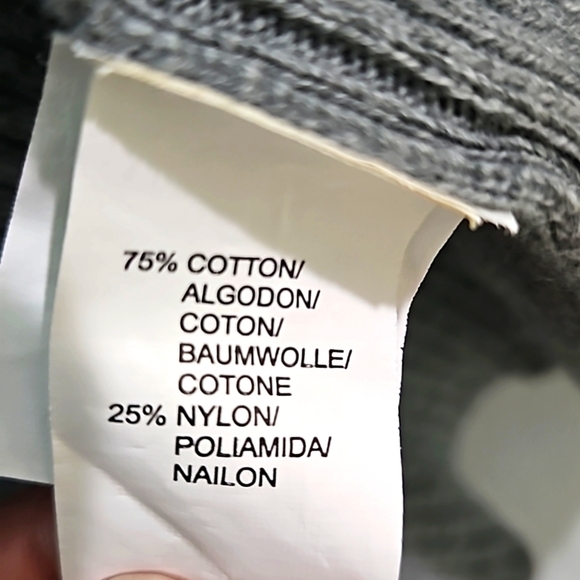 75% COTTON/
ALGODON/
COTON/
BAUMWOLLE/
COTONE
25% NYLON/
POLIAMIDA/
NAILON